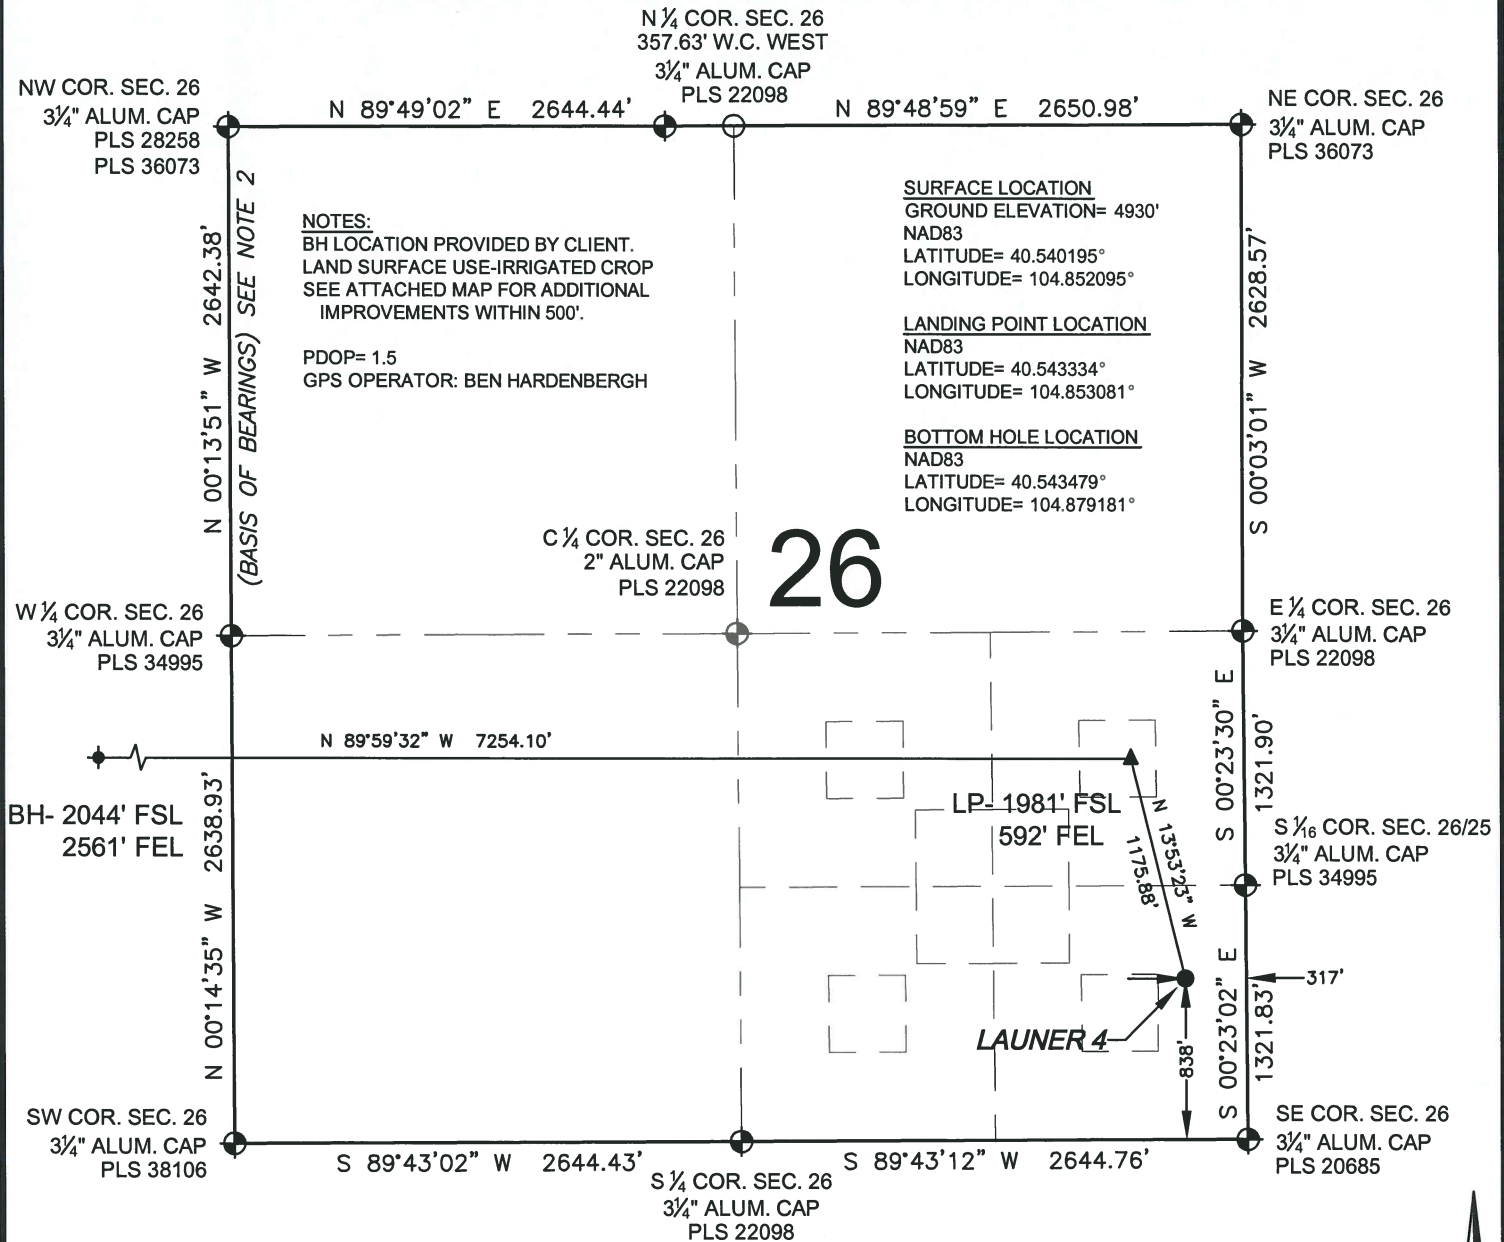 N ¼ COR. SEC. 26
357.63' W.C. WEST
3¼" ALUM. CAP
PLS 22098
NW COR. SEC. 26
3¼" ALUM. CAP
PLS 28258
PLS 36073
N 89°49'02" E 2644.44'
N 89°48'59" E 2650.98'
NE COR. SEC. 26
3¼" ALUM. CAP
PLS 36073
N 00°13'51" W 2642.38'
(BASIS OF BEARINGS) SEE NOTE 2
NOTES:
BH LOCATION PROVIDED BY CLIENT.
LAND SURFACE USE-IRRIGATED CROP
SEE ATTACHED MAP FOR ADDITIONAL
IMPROVEMENTS WITHIN 500'.
PDOP= 1.5
GPS OPERATOR: BEN HARDENBERGH
SURFACE LOCATION
GROUND ELEVATION= 4930'
NAD83
LATITUDE= 40.540195°
LONGITUDE= 104.852095°
LANDING POINT LOCATION
NAD83
LATITUDE= 40.543334°
LONGITUDE= 104.853081°
BOTTOM HOLE LOCATION
NAD83
LATITUDE= 40.543479°
LONGITUDE= 104.879181°
S 00°03'01" W 2628.57'
C ¼ COR. SEC. 26
2" ALUM. CAP
PLS 22098
26
W ¼ COR. SEC. 26
3¼" ALUM. CAP
PLS 34995
E ¼ COR. SEC. 26
3¼" ALUM. CAP
PLS 22098
N 89°59'32" W 7254.10'
S 00°23'30" E
1321.90'
BH- 2044' FSL
2561' FEL
LP- 1981' FSL
592' FEL
N 13°53'23" W
1175.88'
S 1⁄16 COR. SEC. 26/25
3¼" ALUM. CAP
PLS 34995
N 00°14'35" W 2638.93'
317'
LAUNER 4
838'
S 00°23'02" E
1321.83'
SW COR. SEC. 26
3¼" ALUM. CAP
PLS 38106
S 89°43'02" W 2644.43'
S 89°43'12" W 2644.76'
SE COR. SEC. 26
3¼" ALUM. CAP
PLS 20685
S ¼ COR. SEC. 26
3¼" ALUM. CAP
PLS 22098